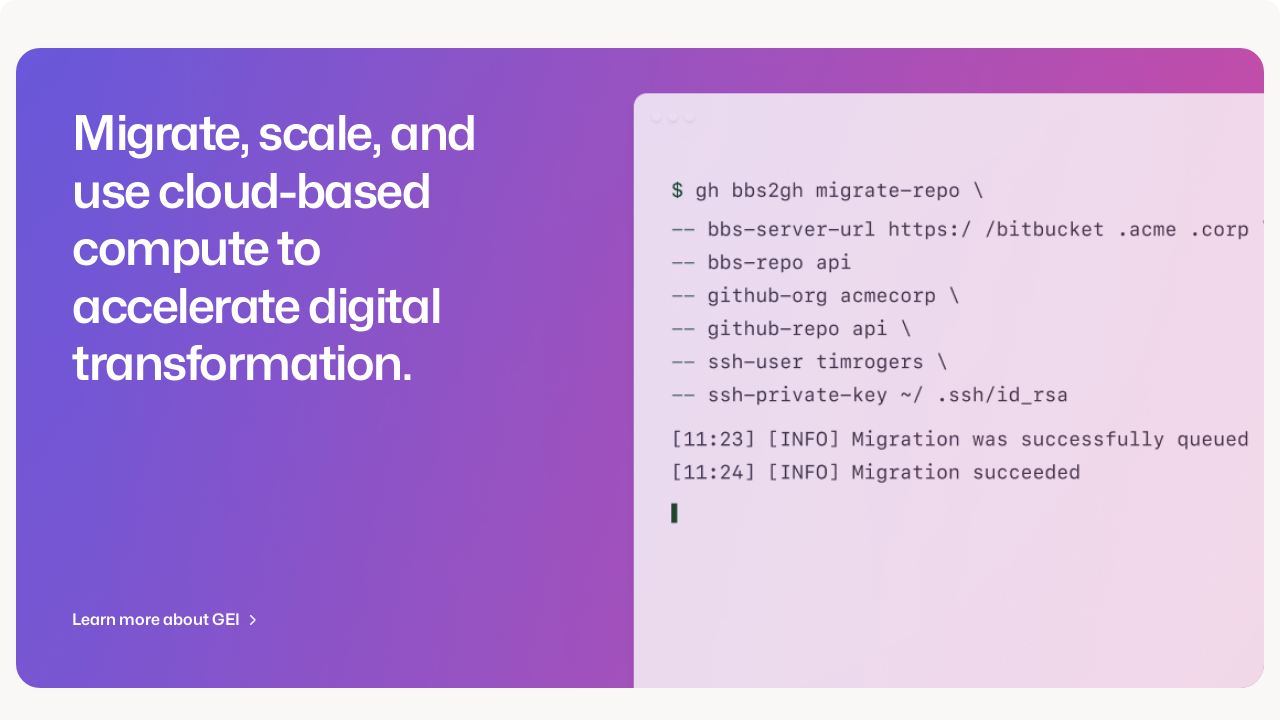 Migrate, scale, and
use cloud-based
compute to
accelerate digital
transformation.
Learn more about GEI
$ gh bbs2gh migrate-repo \
-- bbs-server-url https:/ /bitbucket .acme .corp
-- bbs-repo api
-- github-org acmecorp \
-- github-repo api \
-- ssh-user timrogers \
-- ssh-private-key ~/ .ssh/id_rsa
[11:23] [INFO] Migration was successfully queued
[11:24] [INFO] Migration succeeded